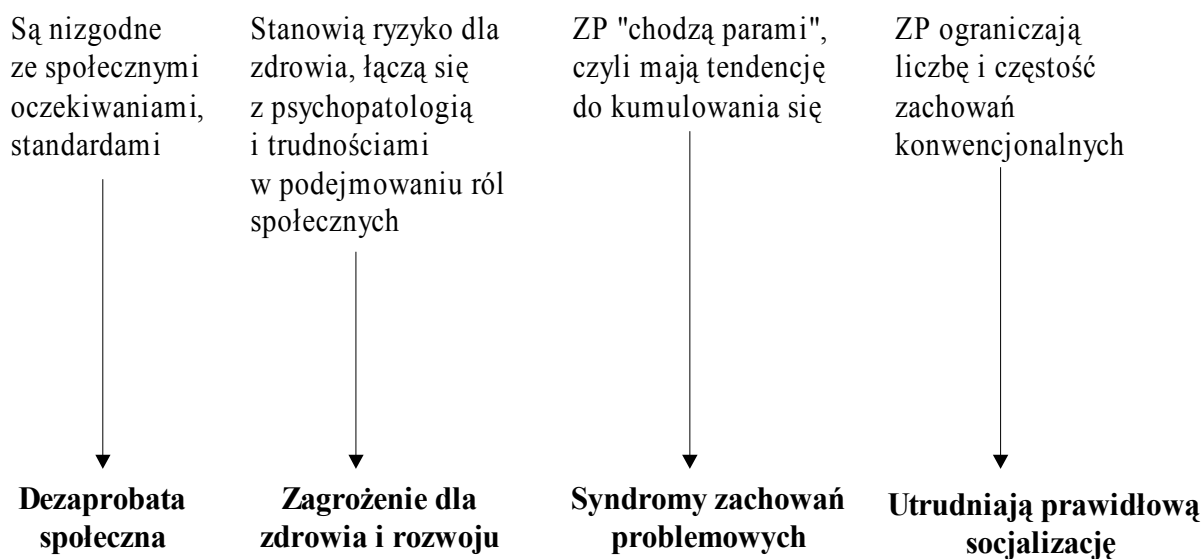 Są nizgodne
ze społecznymi
oczekiwaniami,
standardami
Stanowią ryzyko dla
zdrowia, łączą się
z psychopatologią
i trudnościami
w podejmowaniu ról
społecznych
ZP "chodzą parami",
czyli mają tendencję
do kumulowania się
ZP ograniczają
liczbę i częstość
zachowań
konwencjonalnych
Dezaprobata
społeczna
Zagrożenie dla
zdrowia i rozwoju
Syndromy zachowań
problemowych
Utrudniają prawidłową
socjalizację